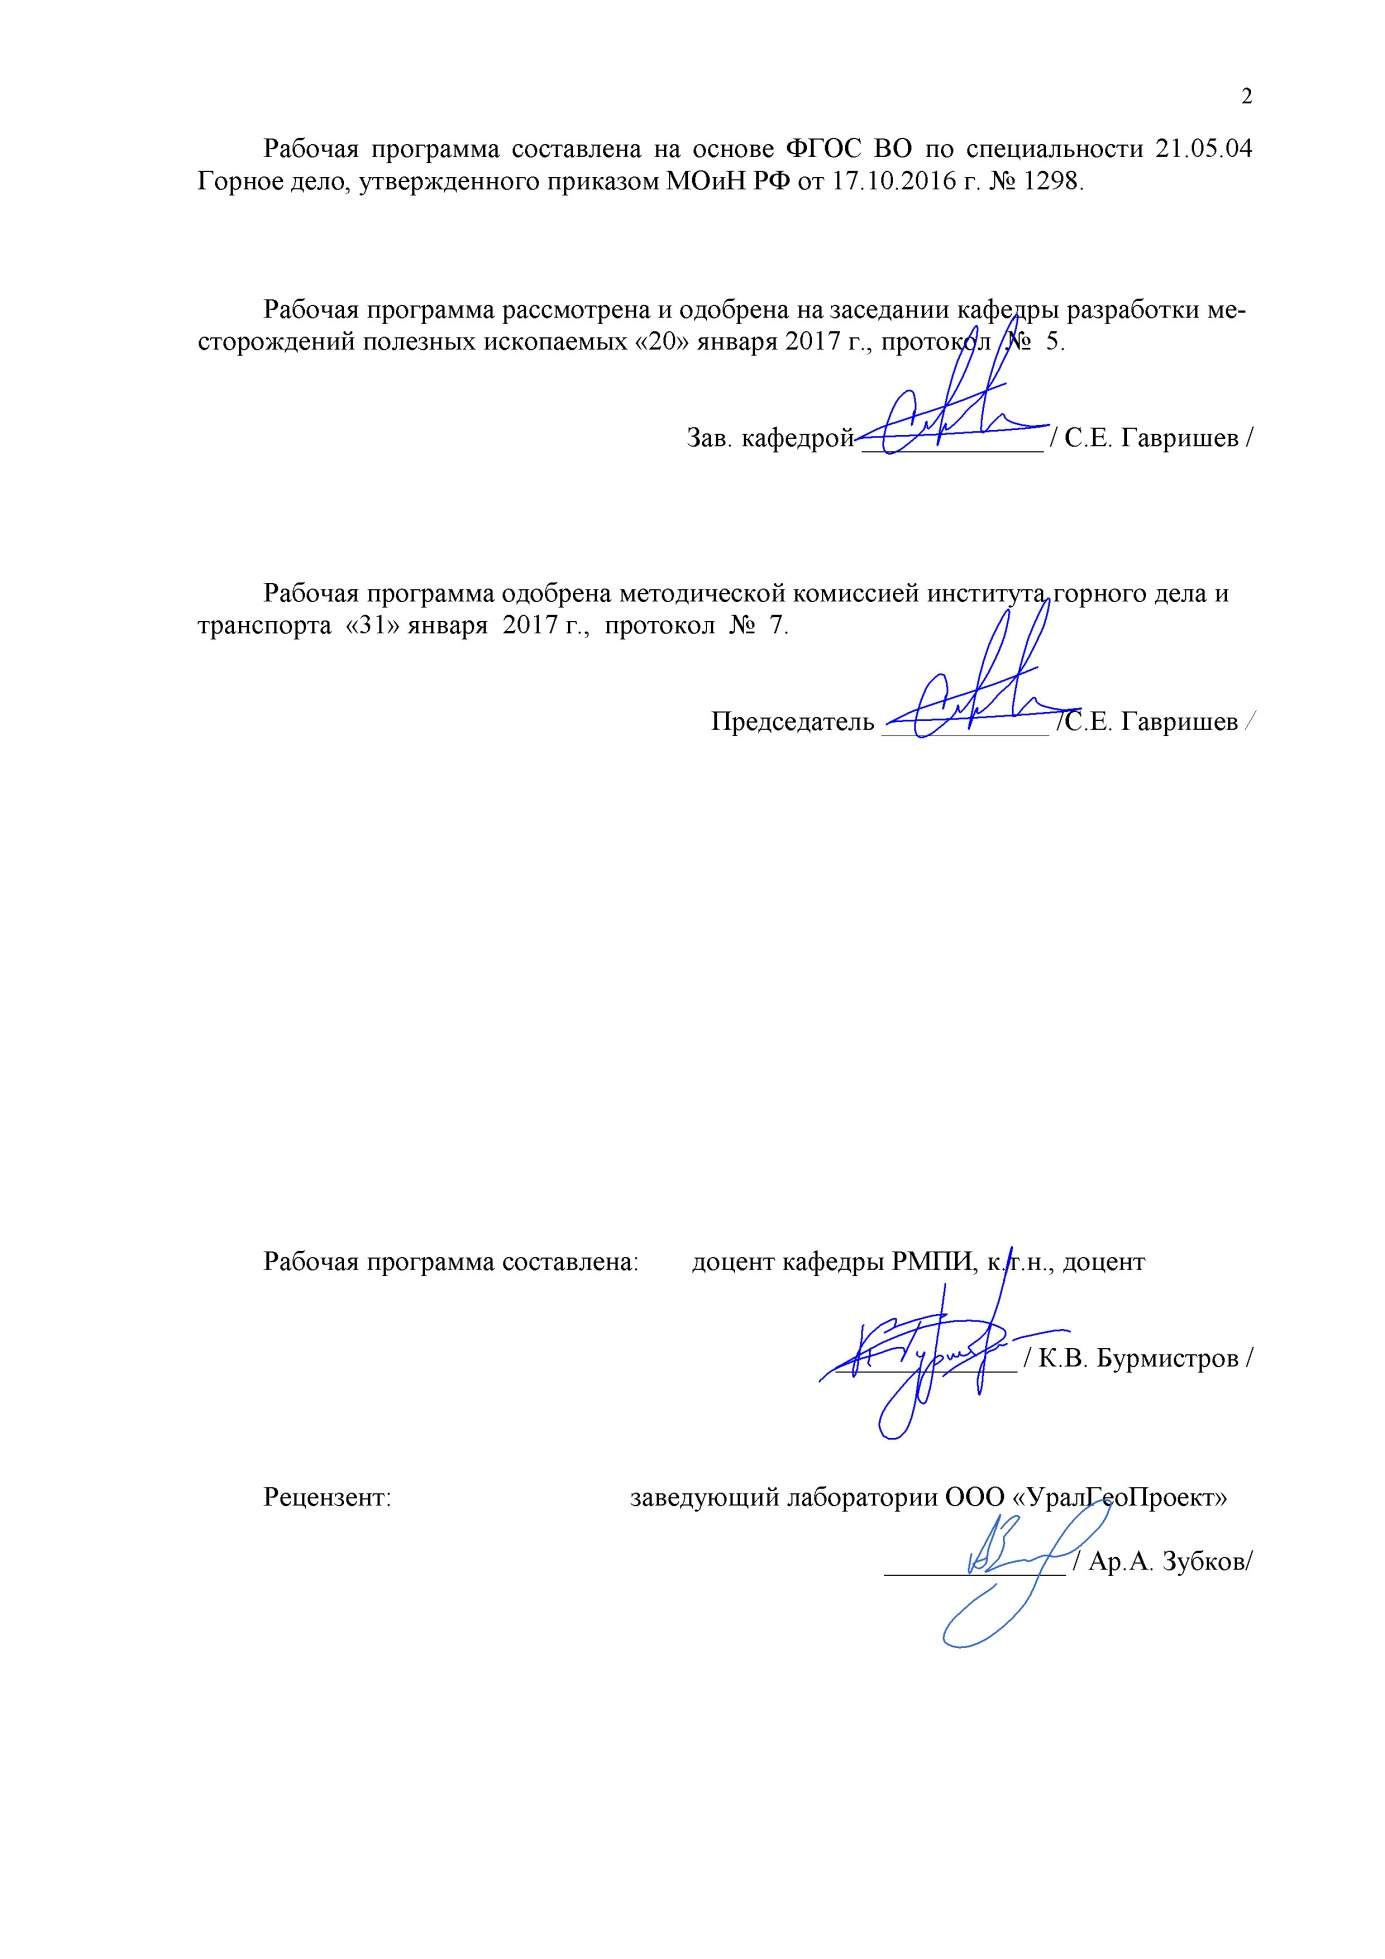 2
Рабочая программа составлена на основе ФГОС ВО по специальности 21.05.04
Горное дело, утвержденного приказом МОиН РФ от 17.10.2016 г. № 1298.
Рабочая программа рассмотрена и одобрена на заседании кафедры разработки ме-
сторождений полезных ископаемых «20» января 2017 г., протокол № 5.
Зав. кафедрой _____________ / С.Е. Гавришев /
Рабочая программа одобрена методической комиссией института горного дела и
транспорта «31» января 2017 г., протокол № 7.
Председатель ____________ /С.Е. Гавришев /
Рабочая программа составлена: доцент кафедры РМПИ, к.т.н., доцент
_____________ / К.В. Бурмистров /
Рецензент: заведующий лаборатории ООО «УралГеоПроект»
_____________ / Ар.А. Зубков/